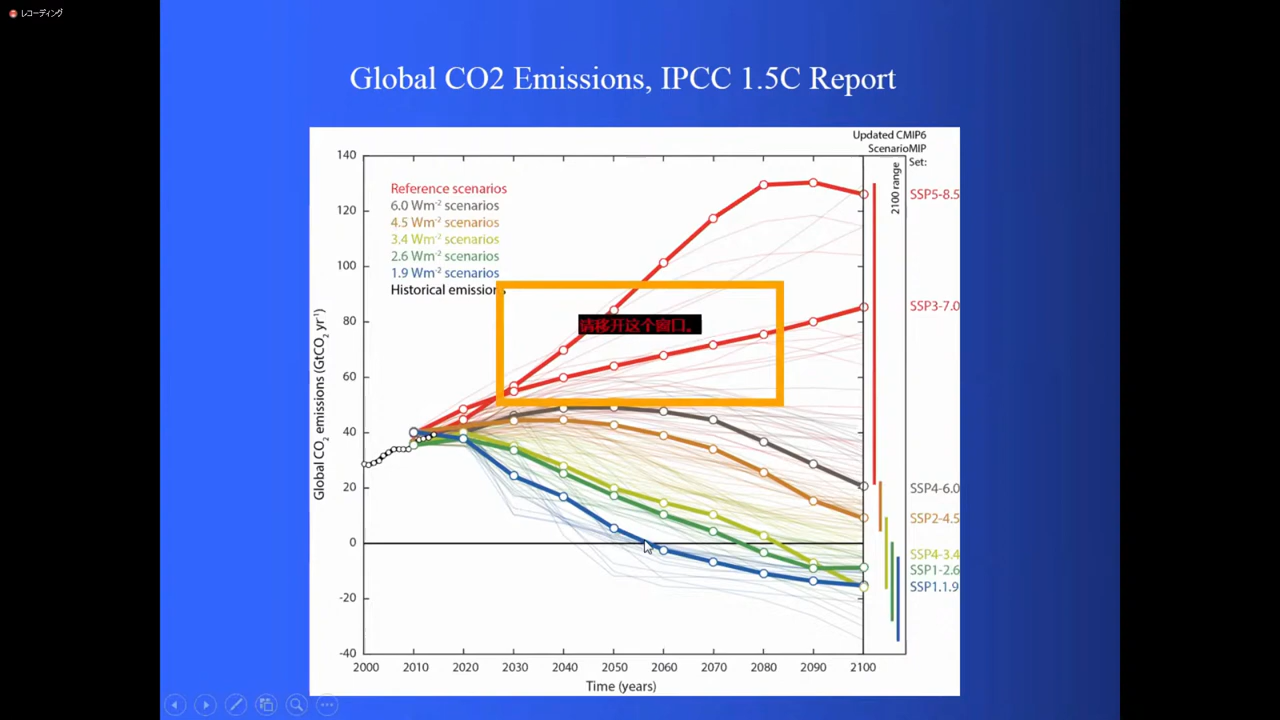 レコーディング
Global CO2 Emissions, IPCC 1.5C Report
Updated CMIP6
ScenarioMIP
Set:
2100 range
140
120
100
80
60
40
20
0
-20
-40
Global CO2 emissions (GtCO2 yr-1)
Reference scenarios
6.0 Wm-2 scenarios
4.5 Wm-2 scenarios
3.4 Wm-2 scenarios
2.6 Wm-2 scenarios
1.9 Wm-2 scenarios
Historical emissions
请移开这个窗口。
SSP5-8.5
SSP3-7.0
SSP4-6.0
SSP2-4.5
SSP4-3.4
SSP1-2.6
SSP1.1.9
2000 2010 2020 2030 2040 2050 2060 2070 2080 2090 2100
Time (years)